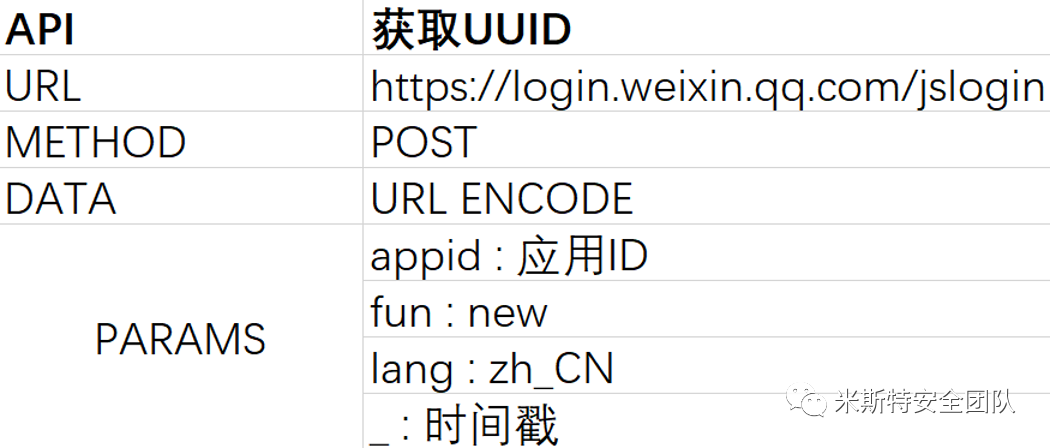 API 获取UUID
URL https://login.weixin.qq.com/jslogin
METHOD POST
DATA URL ENCODE
appid : 应用ID
fun : new
PARAMS
lang : zh_CN
_ : 时间戳
米斯特安全团队